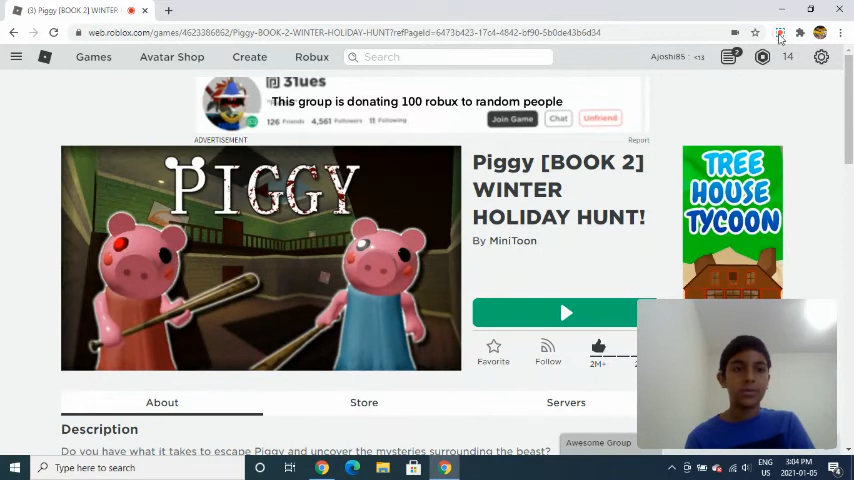 (3) Piggy [BOOK 2] WINTER
web.roblox.com/games/4623386862/Piggy-BOOK-2-WINTER-HOLIDAY-HUNT?refPageId=6473b423-17c4-4842-bf90-5b0de43b6d34
Games Avatar Shop Create Robux Search Ajoshi85: <13 2 14
31ues
This group is donating 100 robux to random people
126 Friends 4,561 Followers 11 Following Join Game Chat Unfriend
ADVERTISEMENT Report
PIGGY
Piggy [BOOK 2]
WINTER
HOLIDAY HUNT!
By MiniToon
TREE
HOUSE
TYCOON
Favorite Follow 2M+
About Store Servers
Description
Do you have what it takes to escape Piggy and uncover the mysteries surrounding the beast?
Awesome Group
Type here to search
ENG 3:04 PM
US 2021-01-05
4